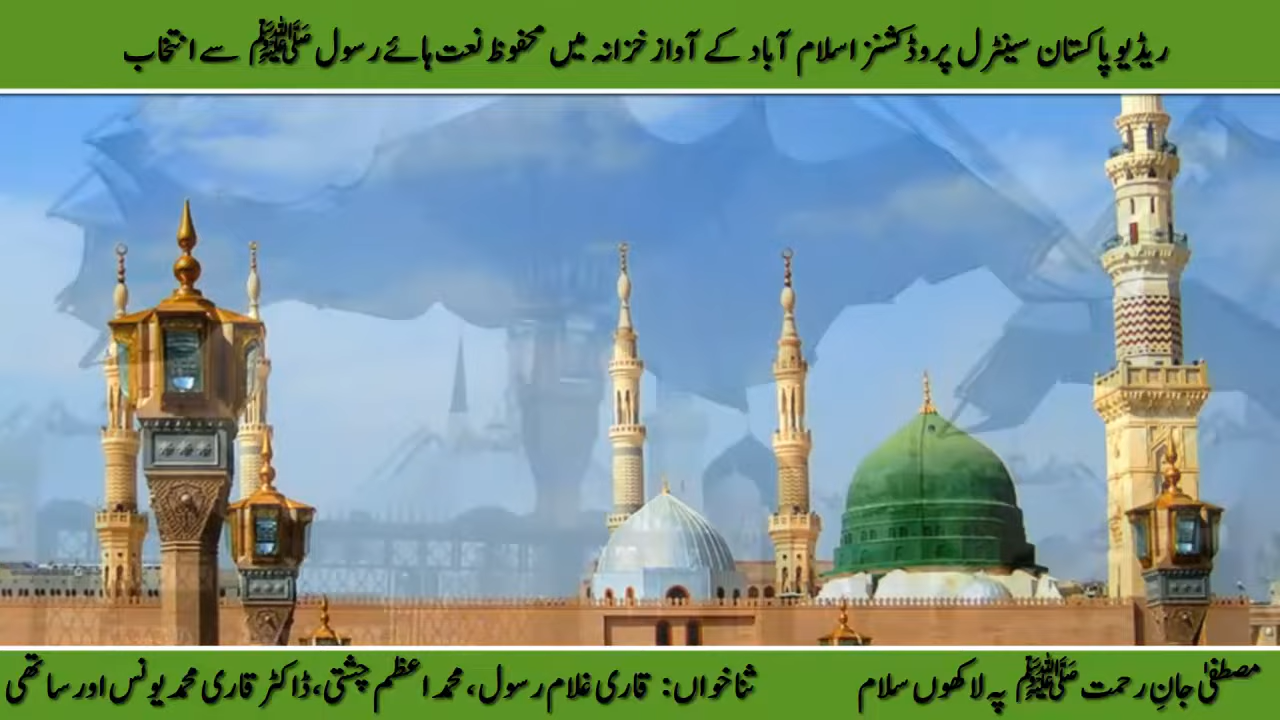 ریڈیو پاکستان سینٹرل پروڈکشنز اسلام آباد کے آواز خزانہ میں محفوظ نعت ہائے رسول ﷺ سے انتخاب
مصطفیٰ جانِ رحمت ﷺ پہ لاکھوں سلام
ثناخواں: قاری غلام رسول، محمد اعظم چشتی، ڈاکٹر قاری محمد یونس اور ساتھی